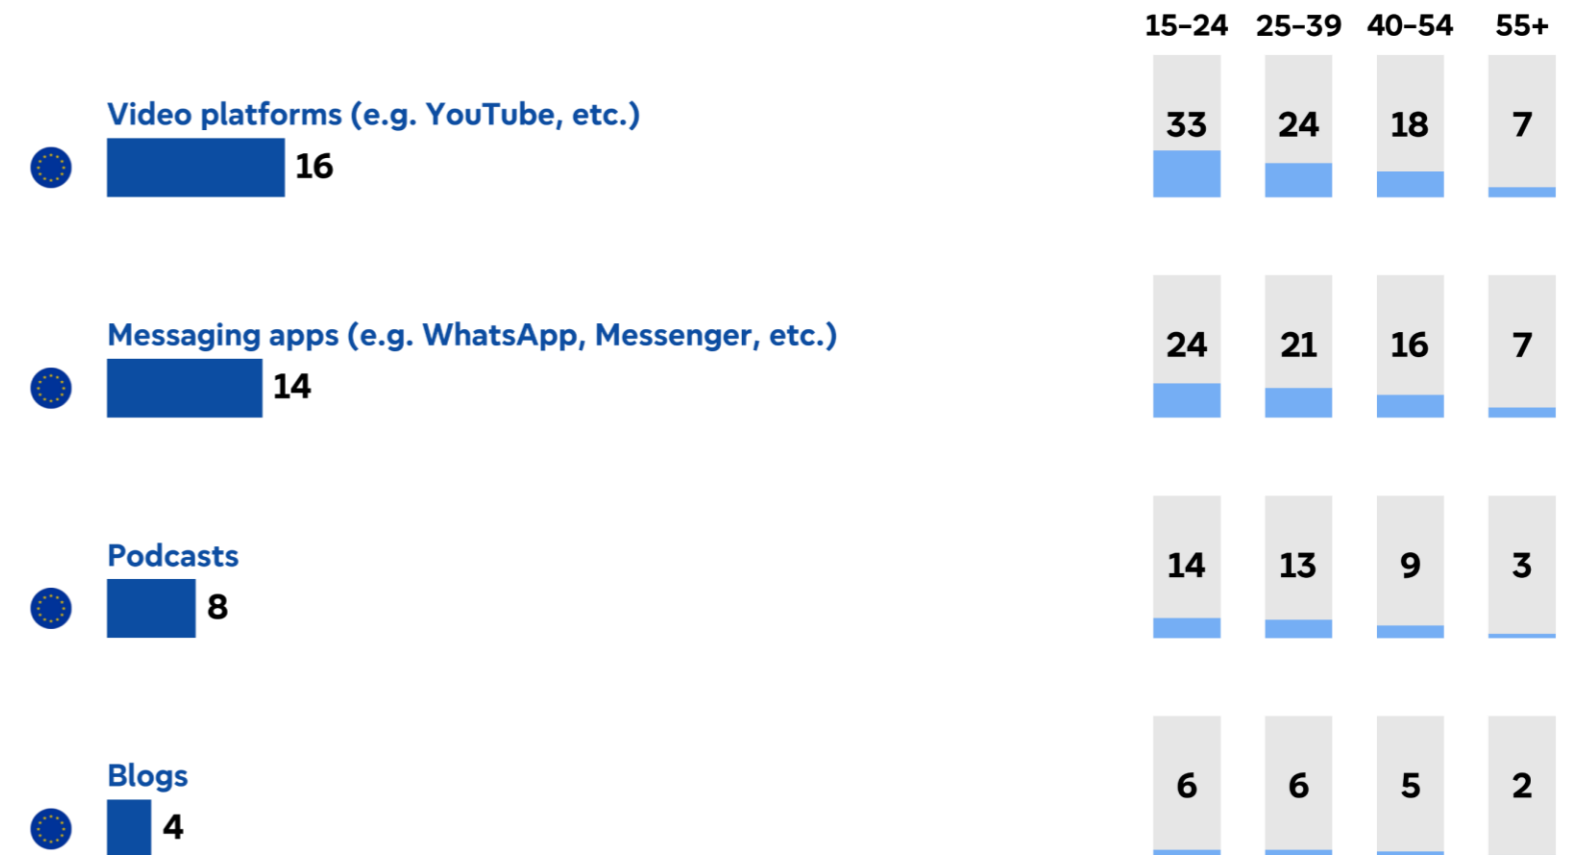 15–24 25–39 40–54 55+
Video platforms (e.g. YouTube, etc.)
16 33 24 18 7
Messaging apps (e.g. WhatsApp, Messenger, etc.)
14 24 21 16 7
Podcasts
8 14 13 9 3
Blogs
4 6 6 5 2